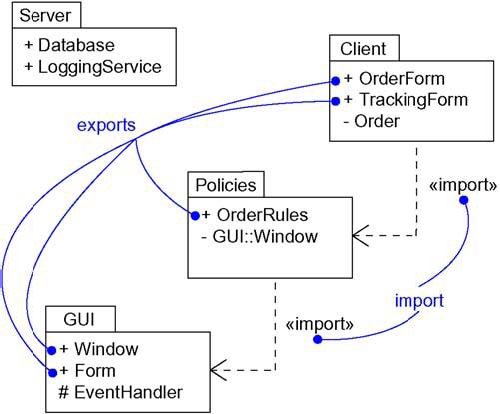 Server
+ Database
+ LoggingService
Client
+ OrderForm
+ TrackingForm
- Order
exports
Policies
+ OrderRules
- GUI::Window
«import»
import
«import»
GUI
+ Window
+ Form
# EventHandler